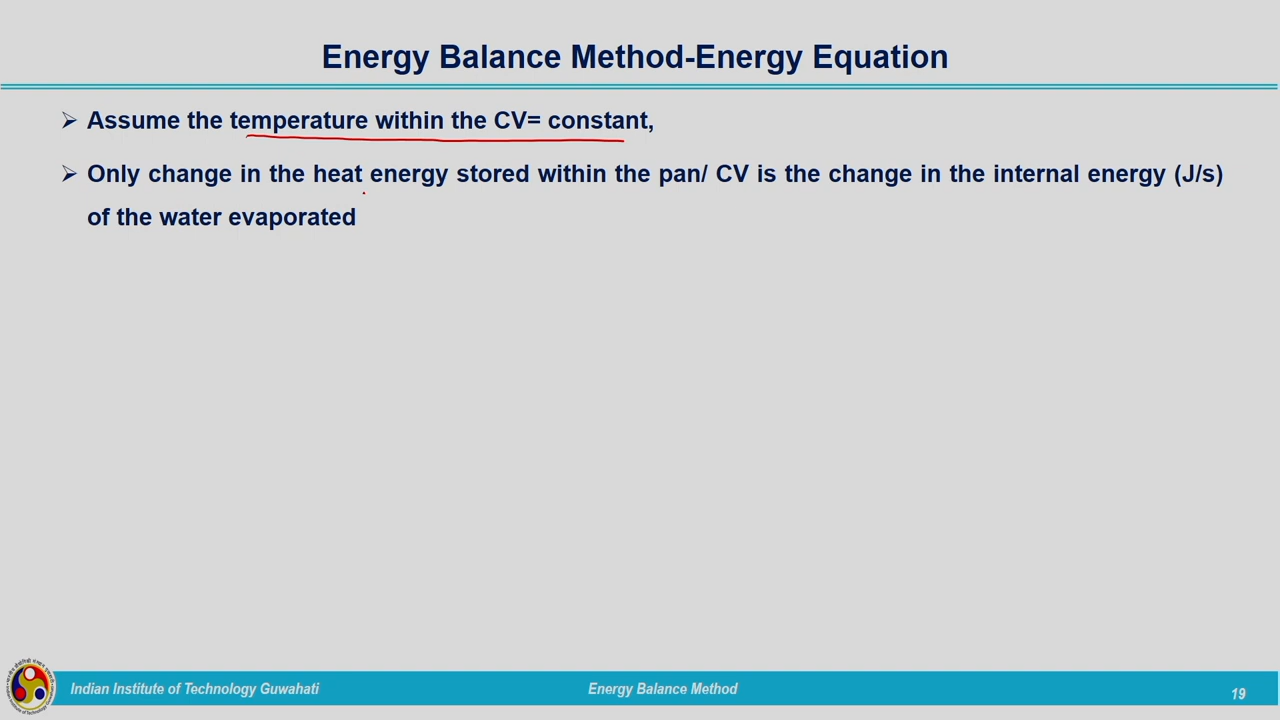 Energy Balance Method-Energy Equation
➢ Assume the temperature within the CV= constant,
➢ Only change in the heat energy stored within the pan/ CV is the change in the internal energy (J/s)
of the water evaporated
Indian Institute of Technology Guwahati
Energy Balance Method
19